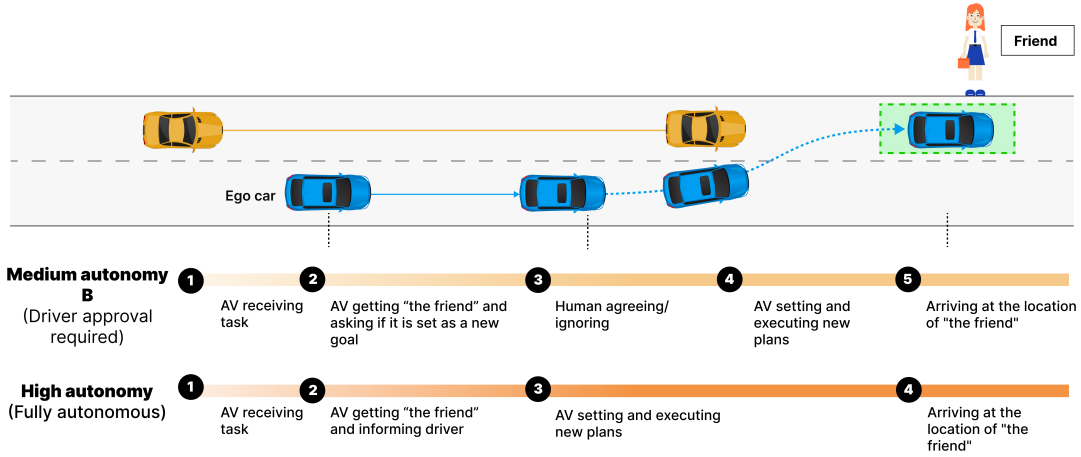 Friend
Ego car
Medium autonomy
B
(Driver approval
required)
1
2
3
4
5
AV receiving
task
AV getting “the friend” and
asking if it is set as a new
goal
Human agreeing/
ignoring
AV setting and
executing new
plans
Arriving at the location
of "the friend"
High autonomy
(Fully autonomous)
1
2
3
4
AV receiving
task
AV getting “the friend”
and informing driver
AV setting and executing
new plans
Arriving at the
location of "the
friend"